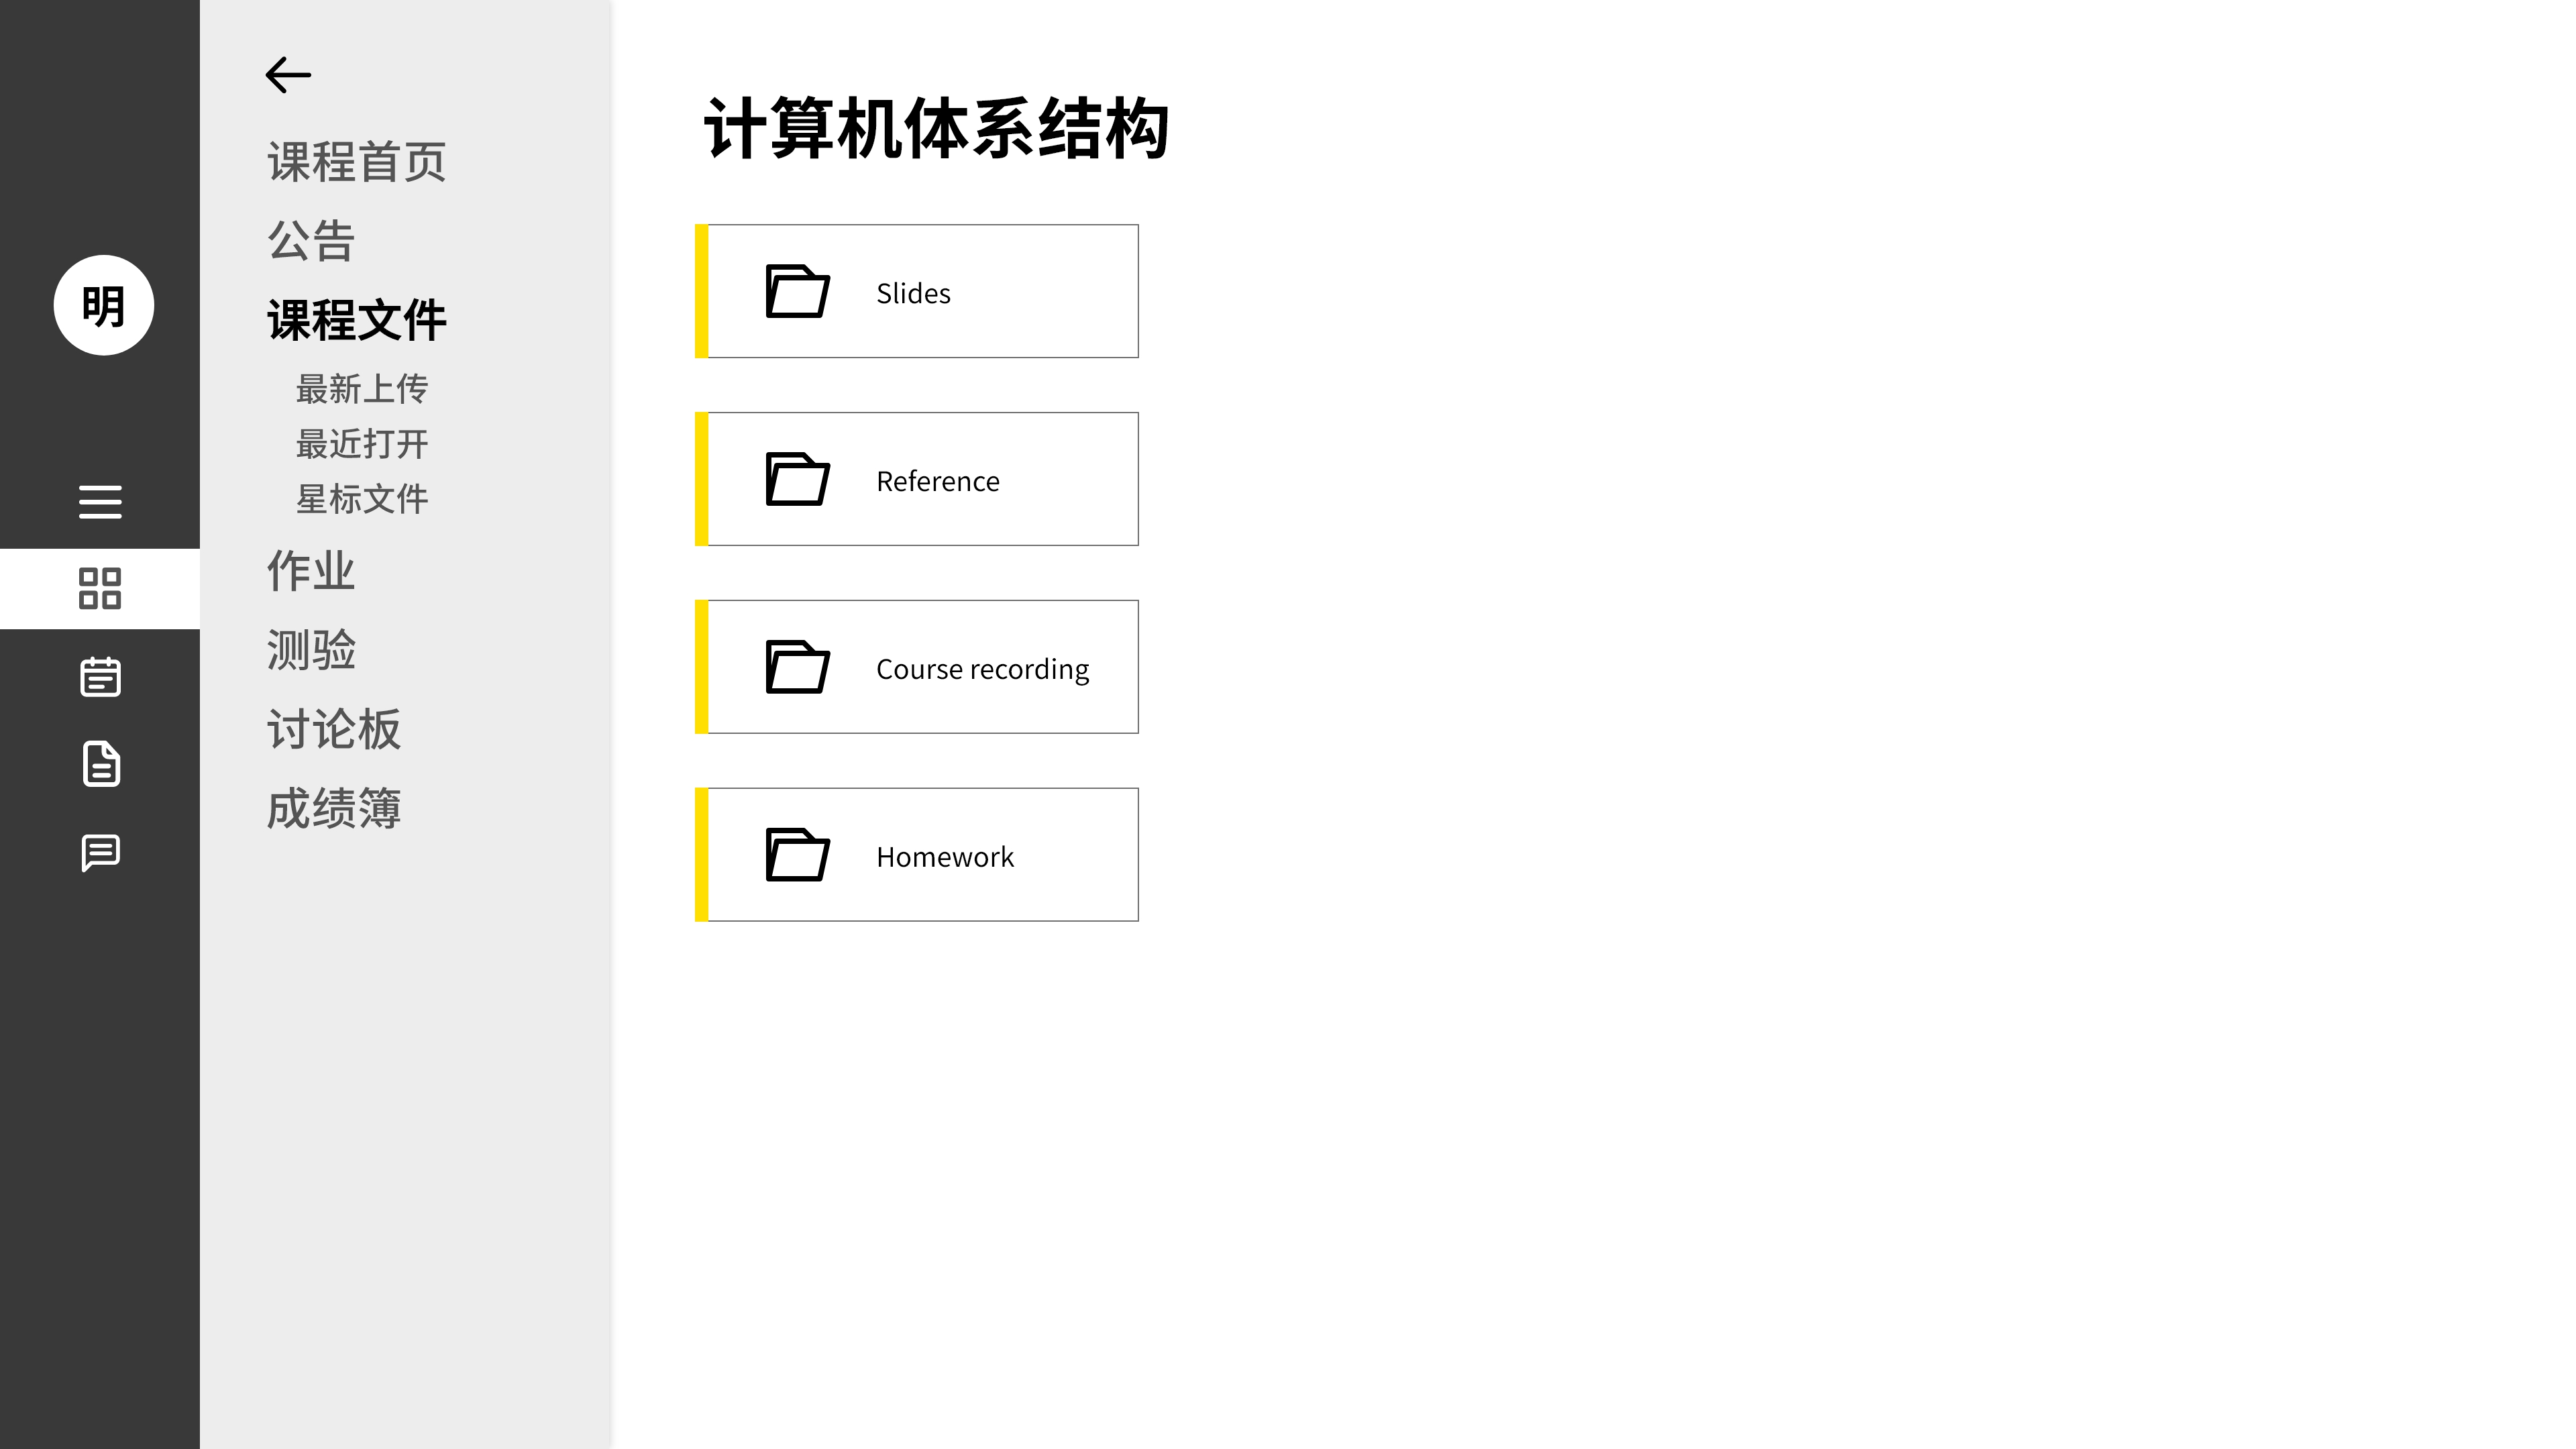 明
课程首页
公告
课程文件
最新上传
最近打开
星标文件
作业
测验
讨论板
成绩簿
计算机体系结构
Slides
Reference
Course recording
Homework